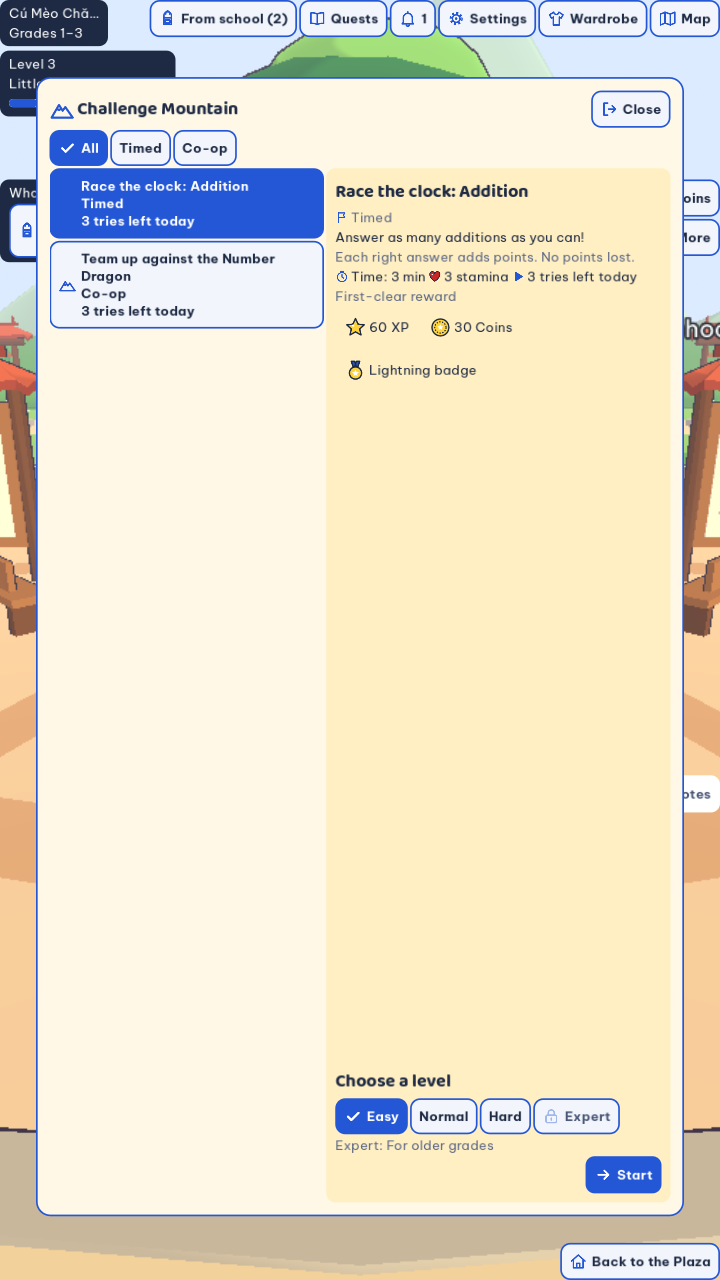 Cú Mèo Chă...
Grades 1–3
From school (2)
Quests
1
Settings
Wardrobe
Map
Level 3
Challenge Mountain
Close
All
Timed
Co-op
Race the clock: Addition
Timed
3 tries left today
Team up against the Number
Dragon
Co-op
3 tries left today
Race the clock: Addition
Timed
Answer as many additions as you can!
Each right answer adds points. No points lost.
Time: 3 min 3 stamina 3 tries left today
First-clear reward
60 XP 30 Coins
Lightning badge
Choose a level
Easy
Normal
Hard
Expert
Expert: For older grades
Start
Back to the Plaza